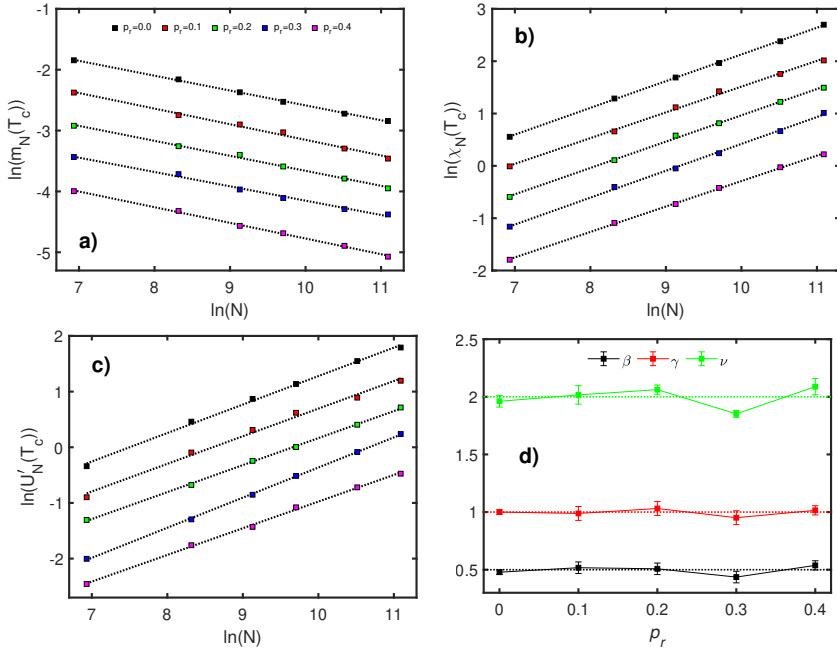 p_r=0.0 p_r=0.1 p_r=0.2 p_r=0.3 p_r=0.4
a)
ln(m_N(T_c))
-1
-2
-3
-4
-5
7 8 9 10 11
ln(N)
b)
ln(χ_N(T_c))
3
2
1
0
-1
-2
7 8 9 10 11
ln(N)
c)
ln(U′_N(T_c))
2
1
0
-1
-2
7 8 9 10 11
ln(N)
β γ ν
d)
2.5
2
1.5
1
0.5
0 0.1 0.2 0.3 0.4
p_r